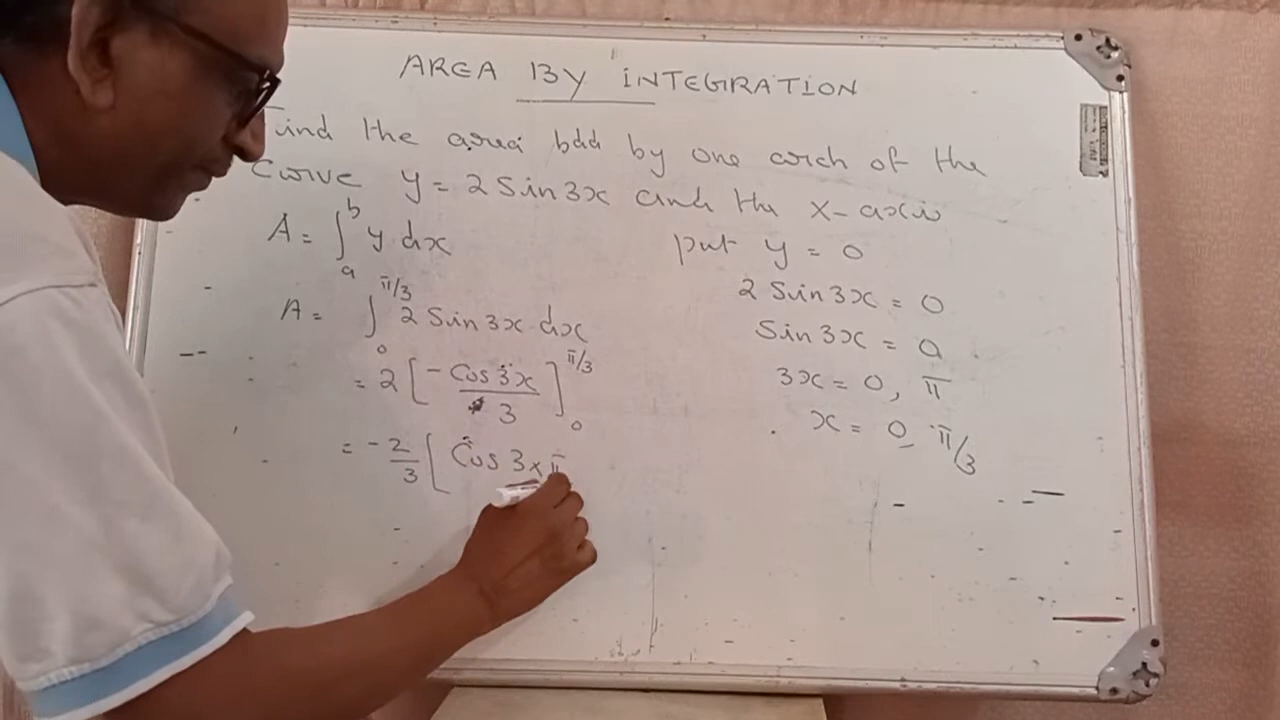 AREA BY INTEGRATION
Find the area bdd by one arch of the
Curve y = 2 Sin 3x and the x-axis
A = ∫_a^b y dx
put y = 0
A = ∫_0^{π/3} 2 Sin 3x dx
2 Sin 3x = 0
Sin 3x = 0
= 2 [ -Cos 3x / 3 ]_0^{π/3}
3x = 0, π
x = 0, π/3
= -2/3 [ Cos 3 × π